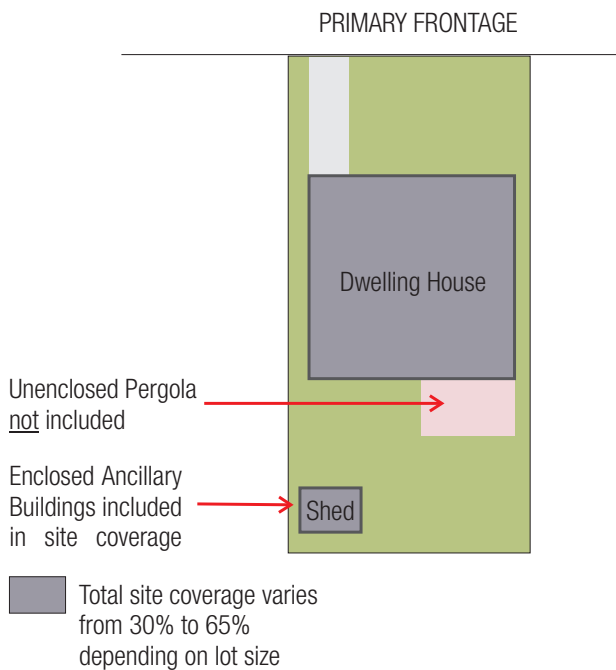 PRIMARY FRONTAGE
Dwelling House
Unenclosed Pergola
not included
Enclosed Ancillary
Buildings included
in site coverage
Shed
Total site coverage varies
from 30% to 65%
depending on lot size